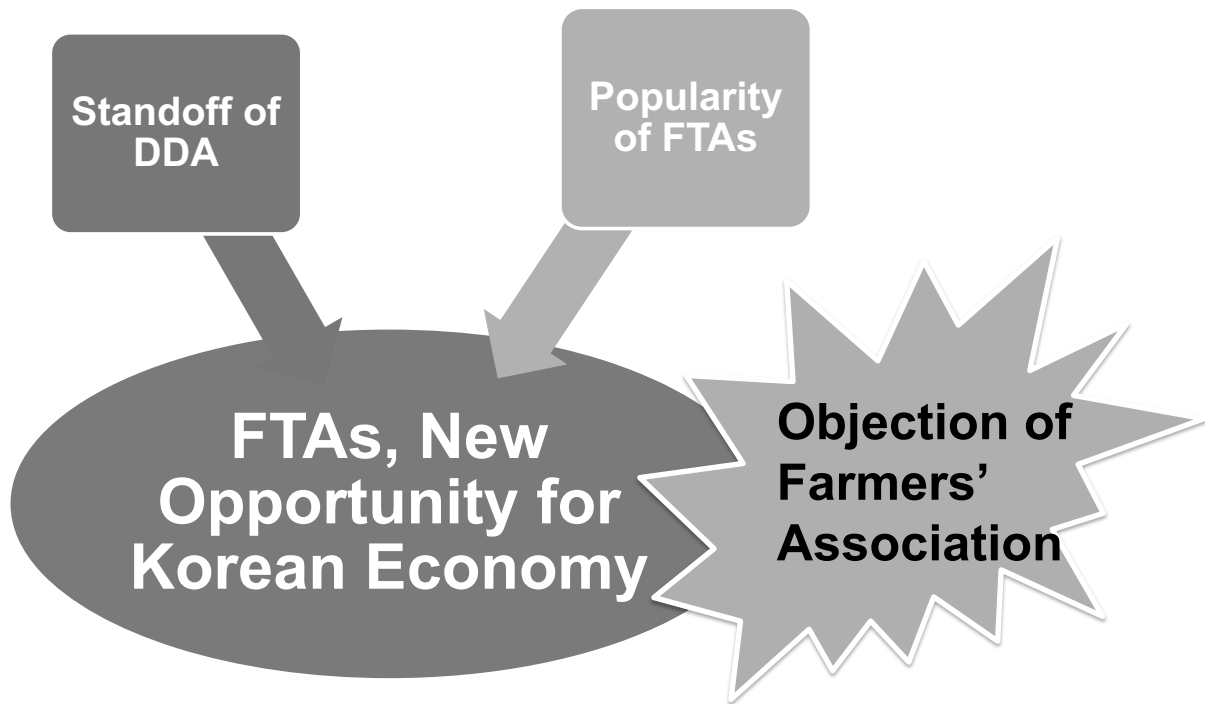 Standoff of
DDA
Popularity
of FTAs
FTAs, New
Opportunity for
Korean Economy
Objection of
Farmers’
Association